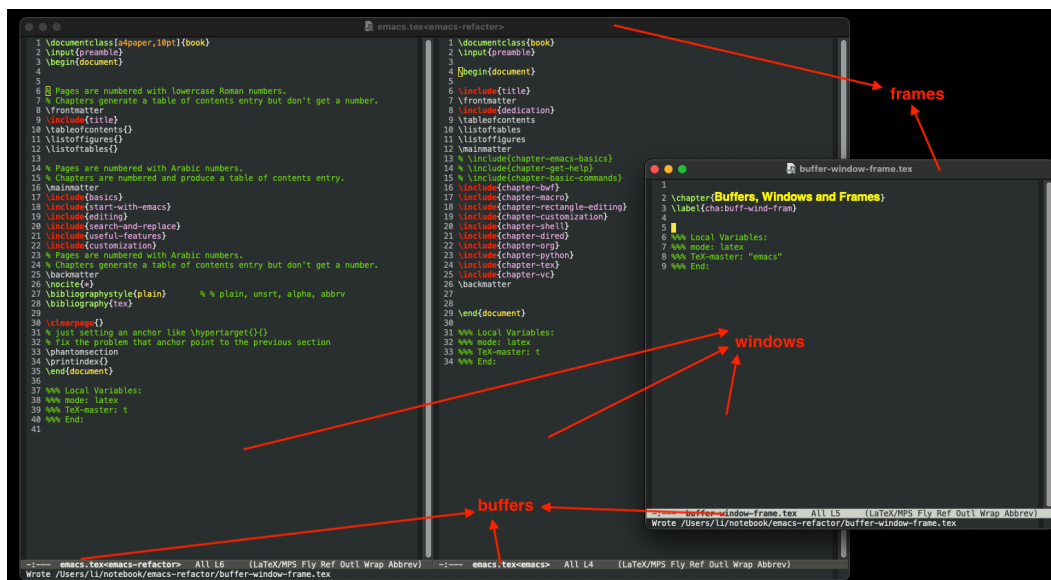 emacs.tex<emacs-refactor>
1 \documentclass[a4paper,10pt]{book}
2 \input{preamble}
3 \begin{document}
4
5
6 % Pages are numbered with lowercase Roman numbers.
7 % Chapters generate a table of contents entry but don't get a number.
8 \frontmatter
9 \include{title}
10 \tableofcontents{}
11 \listoffigures{}
12 \listoftables{}
13
14 % Pages are numbered with Arabic numbers.
15 % Chapters are numbered and produce a table of contents entry.
16 \mainmatter
17 \include{basics}
18 \include{start-with-emacs}
19 \include{editing}
20 \include{search-and-replace}
21 \include{useful-features}
22 \include{customization}
23 % Pages are numbered with Arabic numbers.
24 % Chapters generate a table of contents entry but don't get a number.
25 \backmatter
26 \nocite{*}
27 \bibliographystyle{plain} % % plain, unsrt, alpha, abbrv
28 \bibliography{tex}
29
30 \clearpage{}
31 % just setting an anchor like \hypertarget{}{}
32 % fix the problem that anchor point to the previous section
33 \phantomsection
34 \printindex{}
35 \end{document}
36
37 %%% Local Variables:
38 %%% mode: latex
39 %%% TeX-master: t
40 %%% End:
41
-:--- emacs.tex<emacs-refactor> All L6 (LaTeX/MPS Fly Ref Outl Wrap Abbrev)
Wrote /Users/li/notebook/emacs-refactor/buffer-window-frame.tex
1 \documentclass{book}
2 \input{preamble}
3
4 \begin{document}
5
6 \include{title}
7 \frontmatter
8 \include{dedication}
9 \tableofcontents
10 \listoftables
11 \listoffigures
12 \mainmatter
13 % \include{chapter-emacs-basics}
14 % \include{chapter-get-help}
15 % \include{chapter-basic-commands}
16 \include{chapter-bwf}
17 \include{chapter-macro}
18 \include{chapter-rectangle-editing}
19 \include{chapter-customization}
20 \include{chapter-shell}
21 \include{chapter-dired}
22 \include{chapter-org}
23 \include{chapter-python}
24 \include{chapter-tex}
25 \include{chapter-vc}
26 \backmatter
27
28
29 \end{document}
30
31 %%% Local Variables:
32 %%% mode: latex
33 %%% TeX-master: t
34 %%% End:
-:--- emacs.tex<emacs> All L4 (LaTeX/MPS Fly Ref Outl Wrap Abbrev)
frames
buffer-window-frame.tex
1
2 \chapter{Buffers, Windows and Frames}
3 \label{cha:buff-wind-fram}
4
5
6 %%% Local Variables:
7 %%% mode: latex
8 %%% TeX-master: "emacs"
9 %%% End:
windows
buffers
-:--- buffer-window-frame.tex All L5 (LaTeX/MPS Fly Ref Outl Wrap Abbrev)
Wrote /Users/li/notebook/emacs-refactor/buffer-window-frame.tex